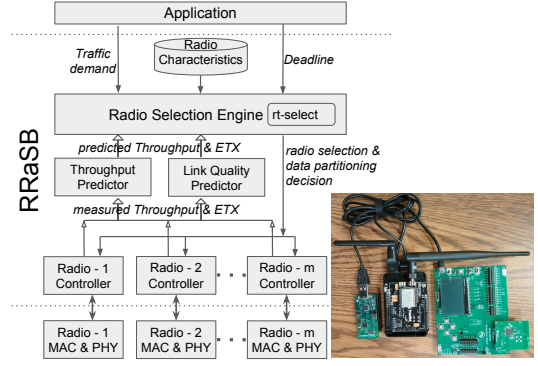 Application
Traffic
demand
Radio
Characteristics
Deadline
Radio Selection Engine
rt-select
RRaSB
predicted Throughput & ETX
Throughput
Predictor
Link Quality
Predictor
radio selection &
data partitioning
decision
measured Throughput & ETX
Radio - 1
Controller
Radio - 2
Controller
Radio - m
Controller
Radio - 1
MAC & PHY
Radio - 2
MAC & PHY
Radio - m
MAC & PHY